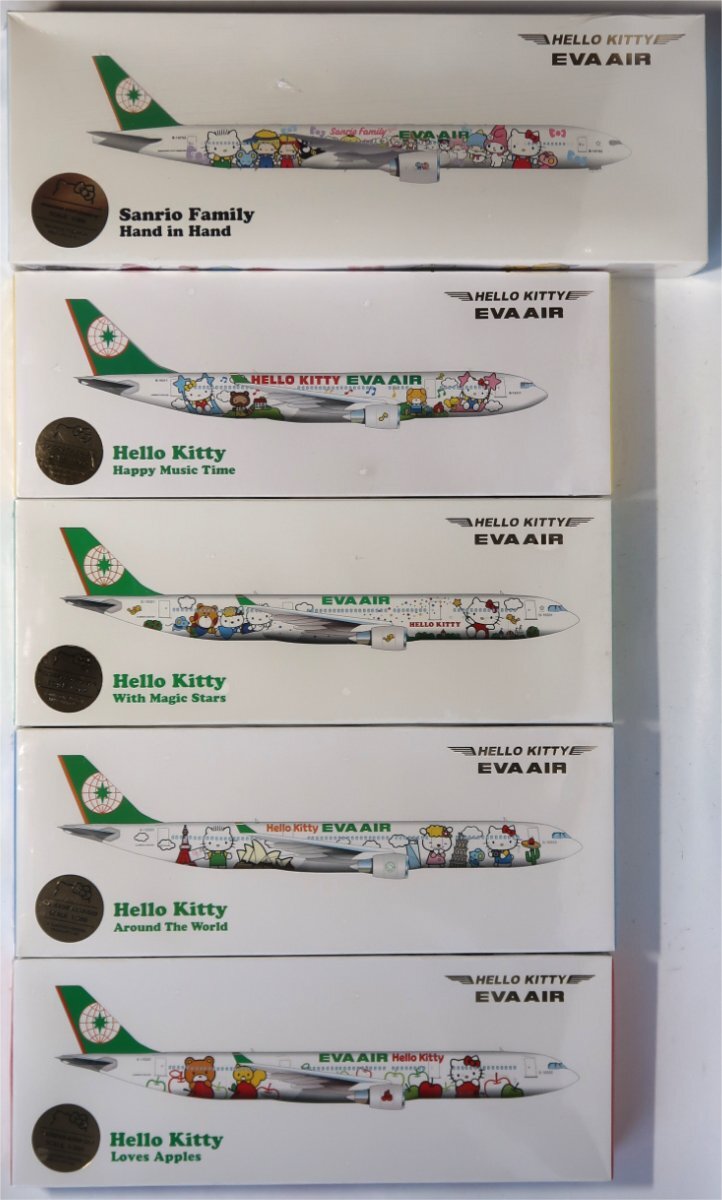 HELLO KITTY
EVA AIR
Sanrio Family
EVA AIR
Sanrio Family
Hand in Hand
HELLO KITTY
EVA AIR
HELLO KITTY EVA AIR
Hello Kitty
Happy Music Time
HELLO KITTY
EVA AIR
EVA AIR
HELLO KITTY
Hello Kitty
With Magic Stars
HELLO KITTY
EVA AIR
Hello Kitty EVA AIR
Hello Kitty
Around The World
HELLO KITTY
EVA AIR
EVA AIR Hello Kitty
Hello Kitty
Loves Apples